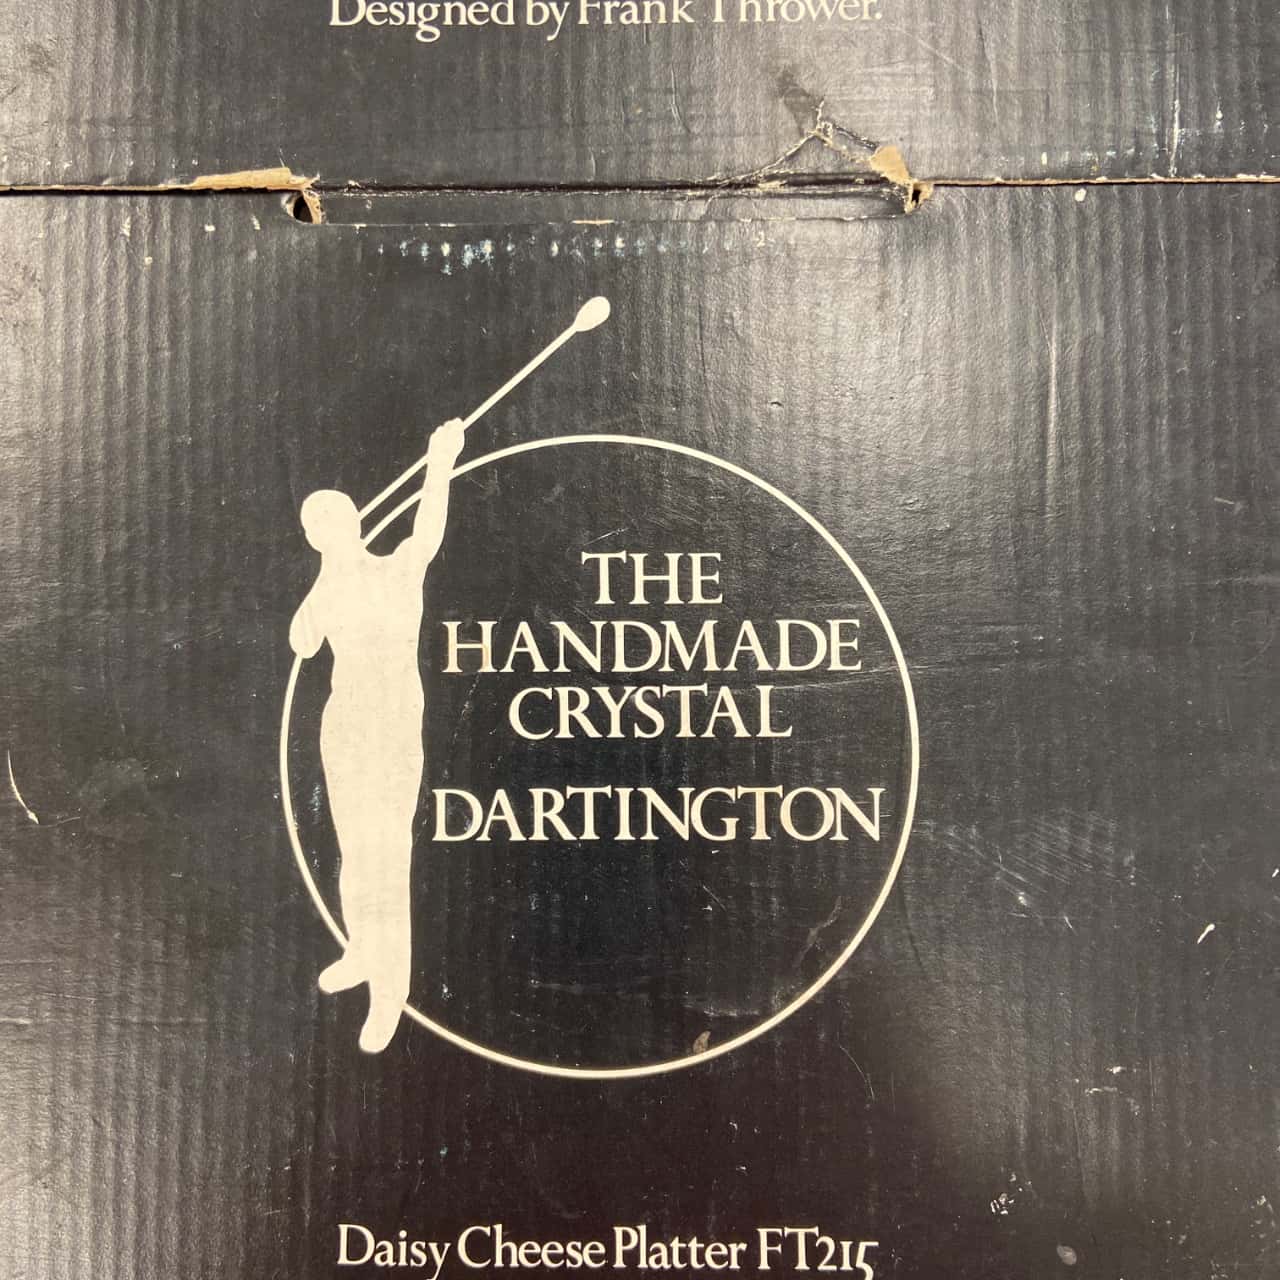 Designed by Frank Thrower.
THE
HANDMADE
CRYSTAL
DARTINGTON
Daisy Cheese Platter FT215